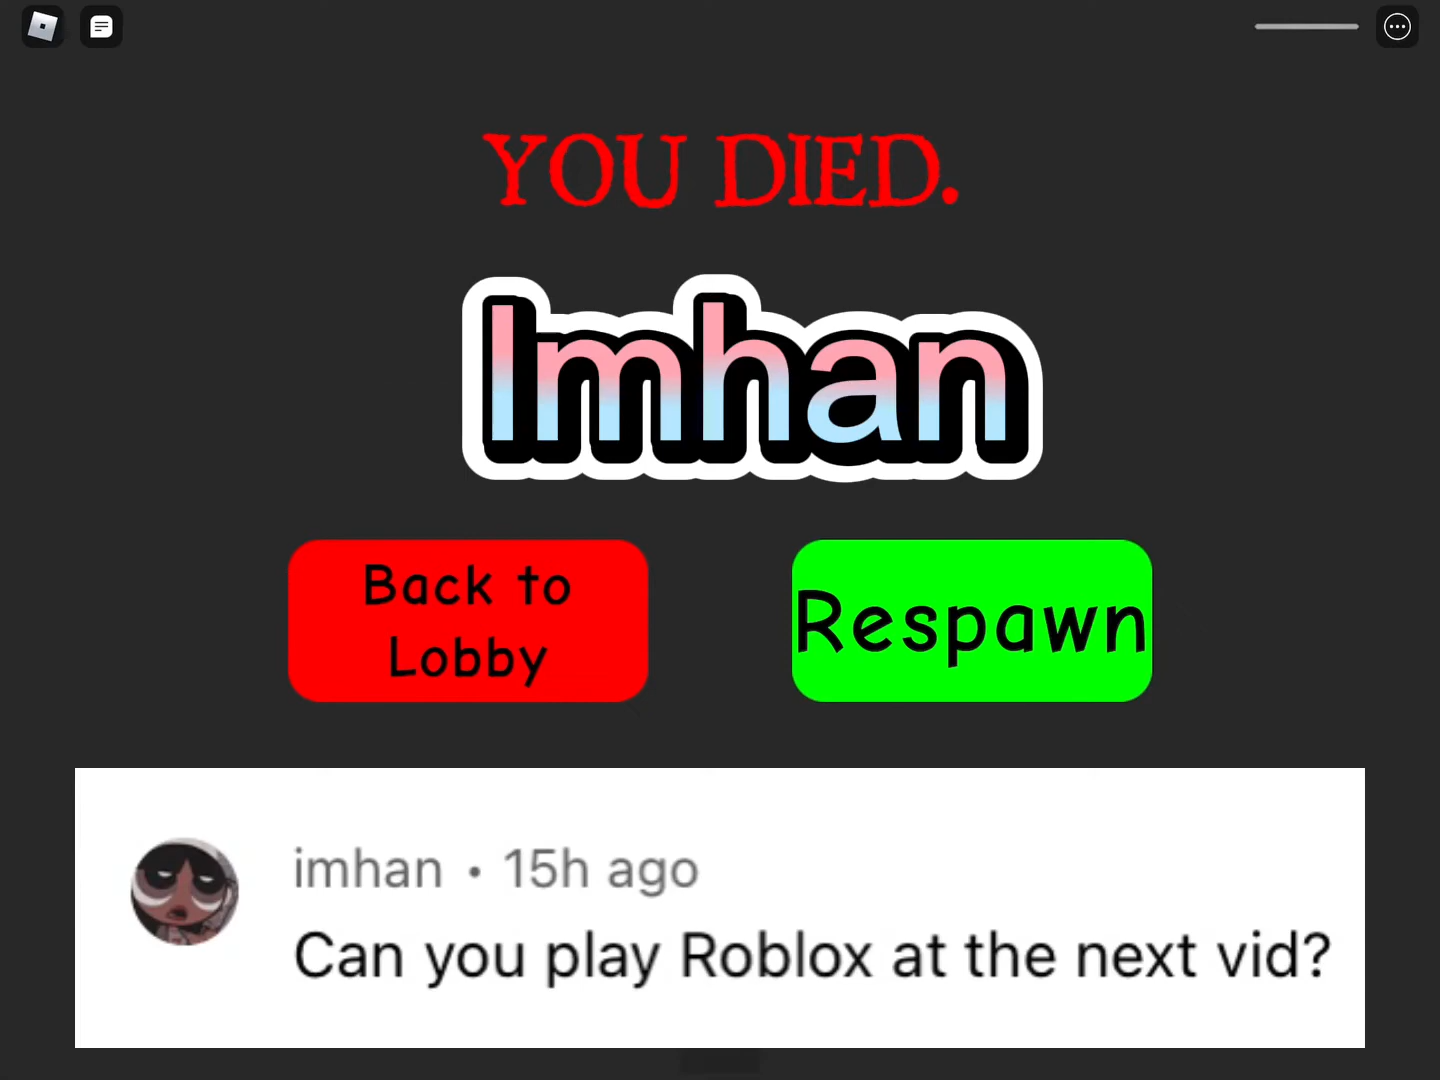 YOU DIED.
Imhan
Back to
Lobby
Respawn
imhan • 15h ago
Can you play Roblox at the next vid?